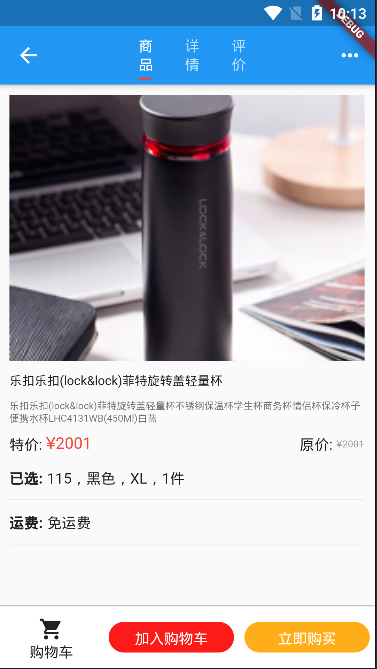 10:13
DEBUG
商品
详情
评价
LOCK&LOCK
乐扣乐扣(lock&lock)菲特旋转盖轻量杯
乐扣乐扣(lock&lock)菲特旋转盖轻量杯不锈钢保温杯学生杯商务杯情侣杯保冷杯子
便携水杯LHC4131WB(450Ml)白蓝
特价: ¥2001 原价: ¥2001
已选: 115，黑色，XL，1件
运费: 免运费
购物车
加入购物车
立即购买